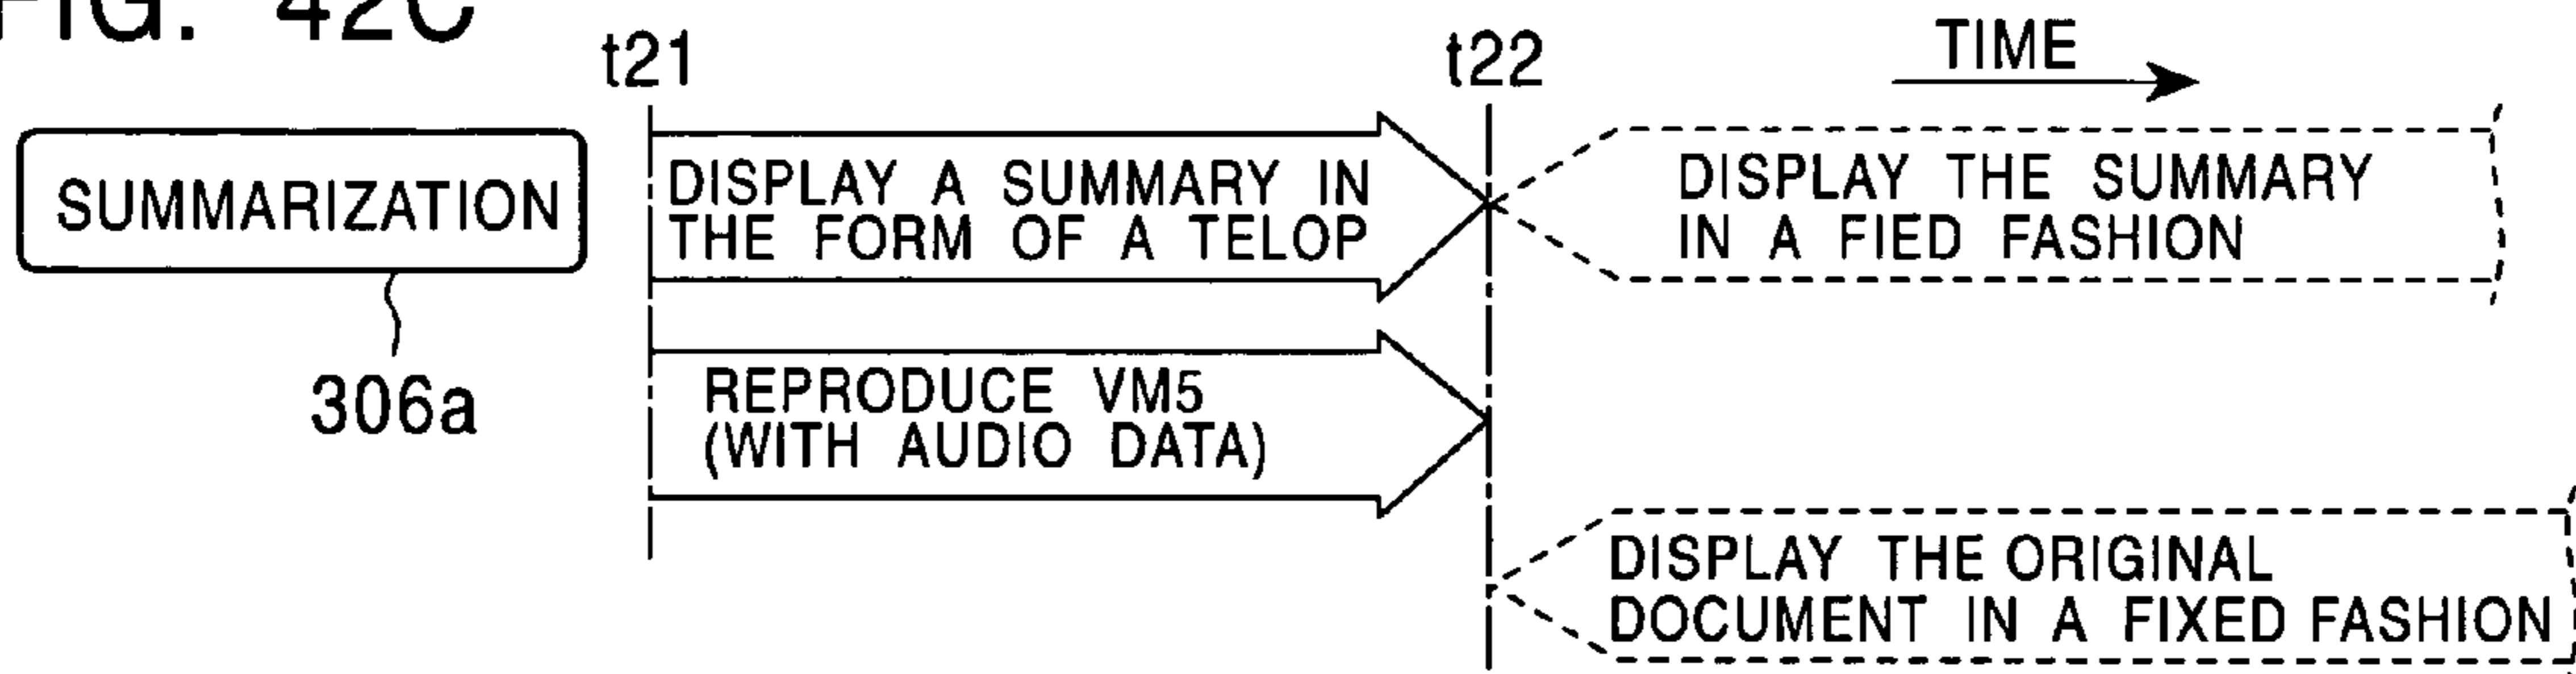 FIG. 42C
t21
t22
TIME
SUMMARIZATION
306a
DISPLAY A SUMMARY IN
THE FORM OF A TELOP
DISPLAY THE SUMMARY
IN A FIED FASHION
REPRODUCE VM5
(WITH AUDIO DATA)
DISPLAY THE ORIGINAL
DOCUMENT IN A FIXED FASHION